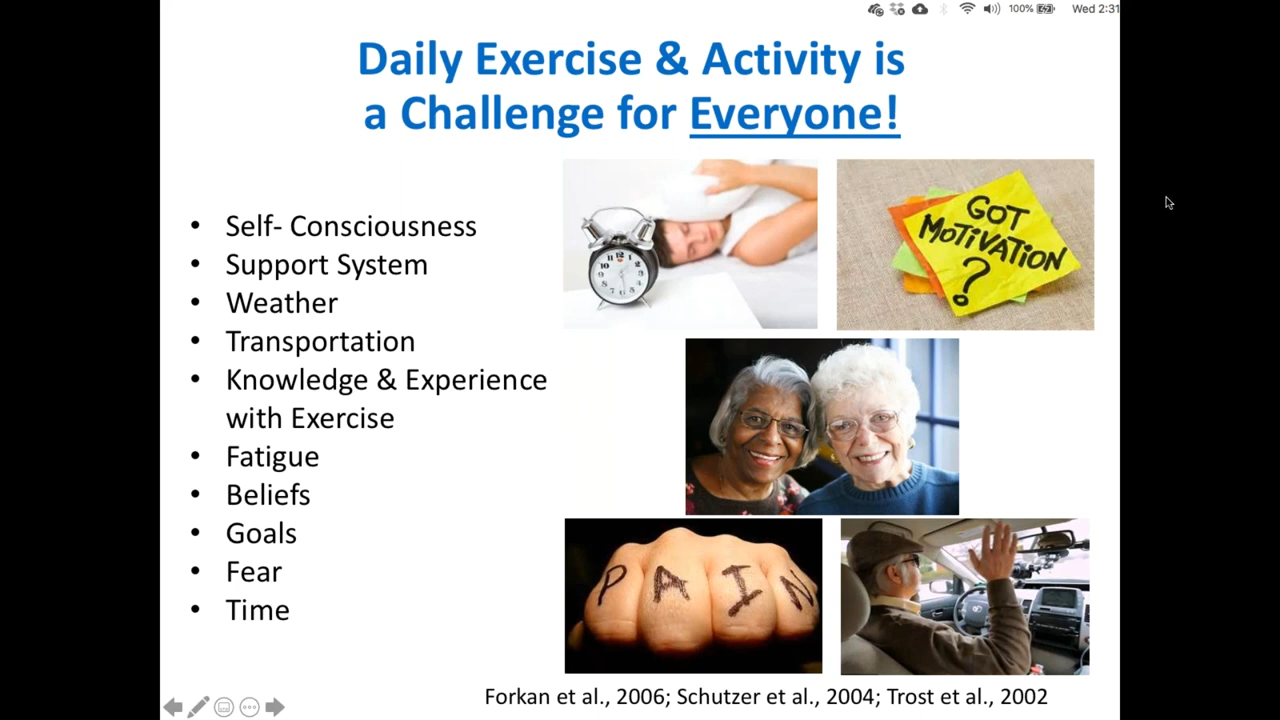 100% Wed 2:31
Daily Exercise & Activity is
a Challenge for Everyone!
• Self- Consciousness
• Support System
• Weather
• Transportation
• Knowledge & Experience
with Exercise
• Fatigue
• Beliefs
• Goals
• Fear
• Time
GOT
MOTIVATION
?
PAIN
Forkan et al., 2006; Schutzer et al., 2004; Trost et al., 2002